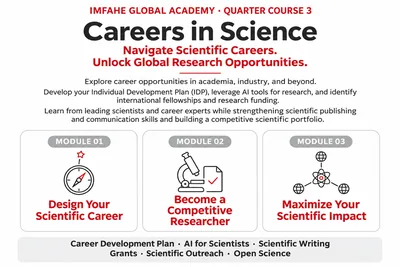 IMFAHE GLOBAL ACADEMY · QUARTER COURSE 3
Careers in Science
Navigate Scientific Careers.
Unlock Global Research Opportunities.
Explore career opportunities in academia, industry, and beyond.
Develop your Individual Development Plan (IDP), leverage AI tools for research, and identify
international fellowships and research funding.
Learn from leading scientists and career experts while strengthening scientific publishing
and communication skills and building a competitive scientific portfolio.
MODULE 01
Design Your
Scientific Career
MODULE 02
Become a
Competitive
Researcher
MODULE 03
Maximize Your
Scientific Impact
Career Development Plan · AI for Scientists · Scientific Writing
Grants · Scientific Outreach · Open Science